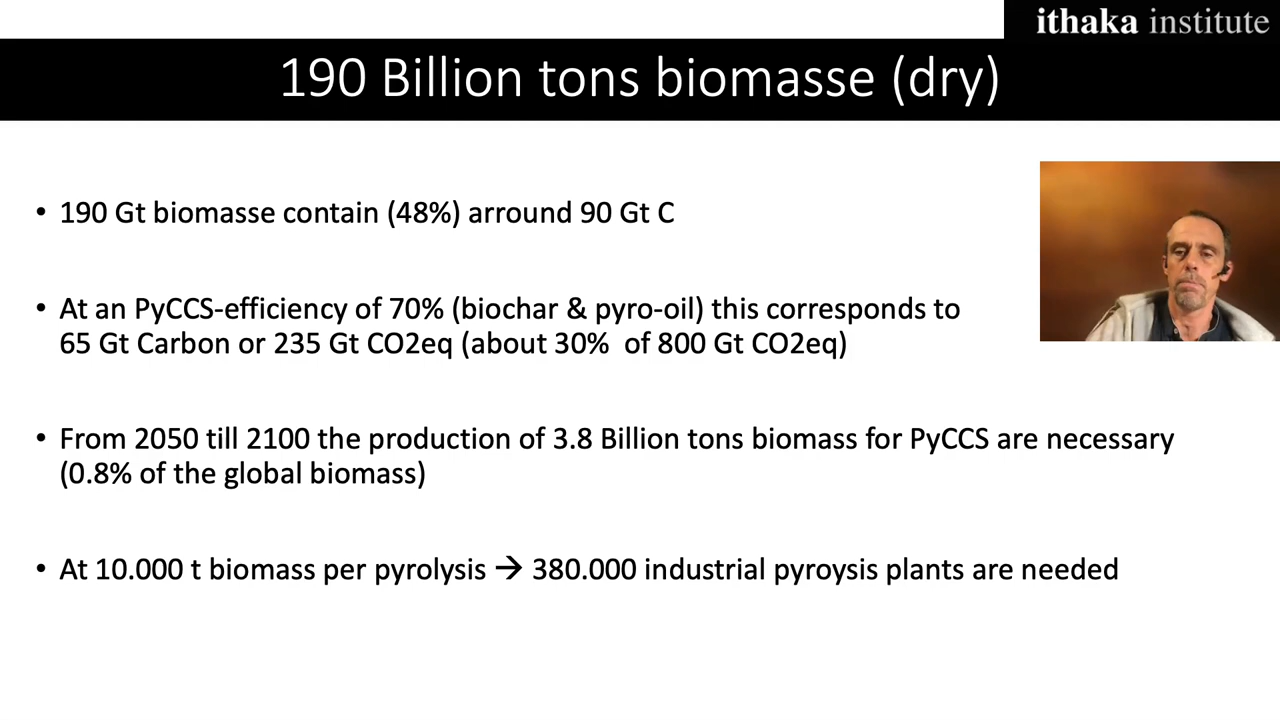 ithaka institute
190 Billion tons biomasse (dry)
• 190 Gt biomasse contain (48%) arround 90 Gt C
• At an PyCCS-efficiency of 70% (biochar & pyro-oil) this corresponds to
65 Gt Carbon or 235 Gt CO2eq (about 30% of 800 Gt CO2eq)
• From 2050 till 2100 the production of 3.8 Billion tons biomass for PyCCS are necessary
(0.8% of the global biomass)
• At 10.000 t biomass per pyrolysis → 380.000 industrial pyroysis plants are needed